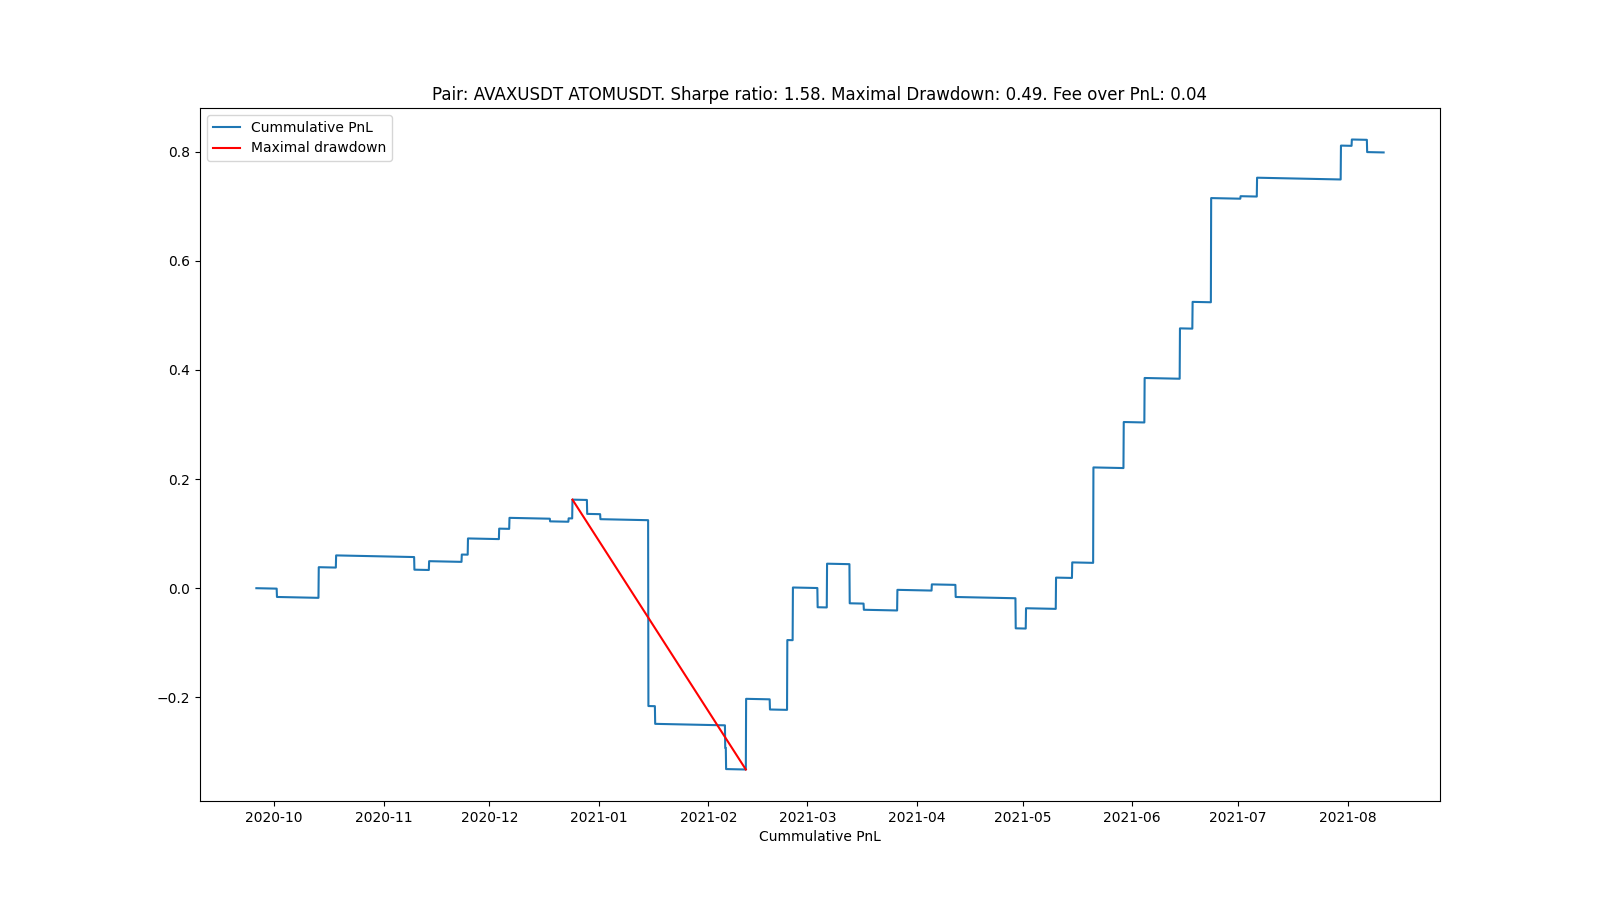 Pair: AVAXUSDT ATOMUSDT. Sharpe ratio: 1.58. Maximal Drawdown: 0.49. Fee over PnL: 0.04
Cummulative PnL
Maximal drawdown
0.8
0.6
0.4
0.2
0.0
−0.2
2020-10 2020-11 2020-12 2021-01 2021-02 2021-03 2021-04 2021-05 2021-06 2021-07 2021-08
Cummulative PnL